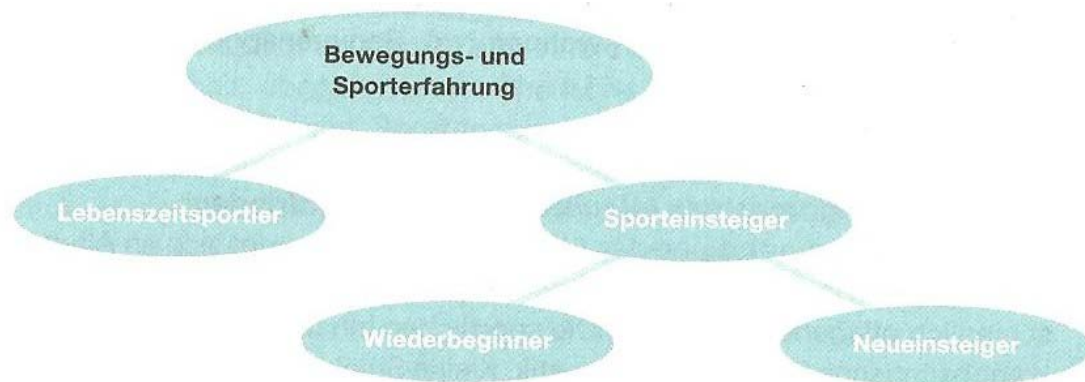 Bewegungs- und
Sporterfahrung
Lebenszeitsportler
Sporteinsteiger
Wiederbeginner
Neueinsteiger